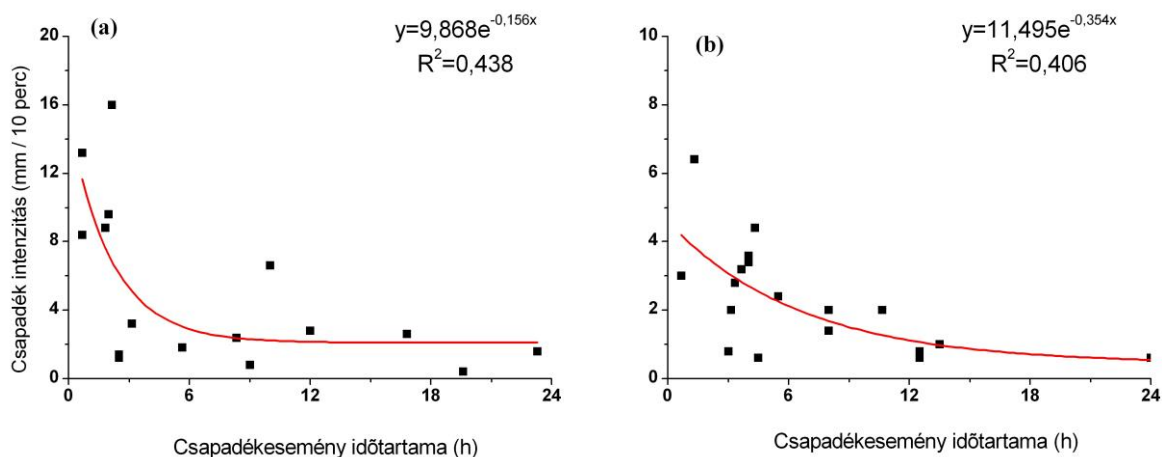 (a)
y=9,868e^-0,156x
R²=0,438
20
16
12
8
4
0
0 6 12 18 24
Csapadék intenzitás (mm / 10 perc)
Csapadékesemény időtartama (h)
(b)
y=11,495e^-0,354x
R²=0,406
10
8
6
4
2
0
0 6 12 18 24
Csapadékesemény időtartama (h)